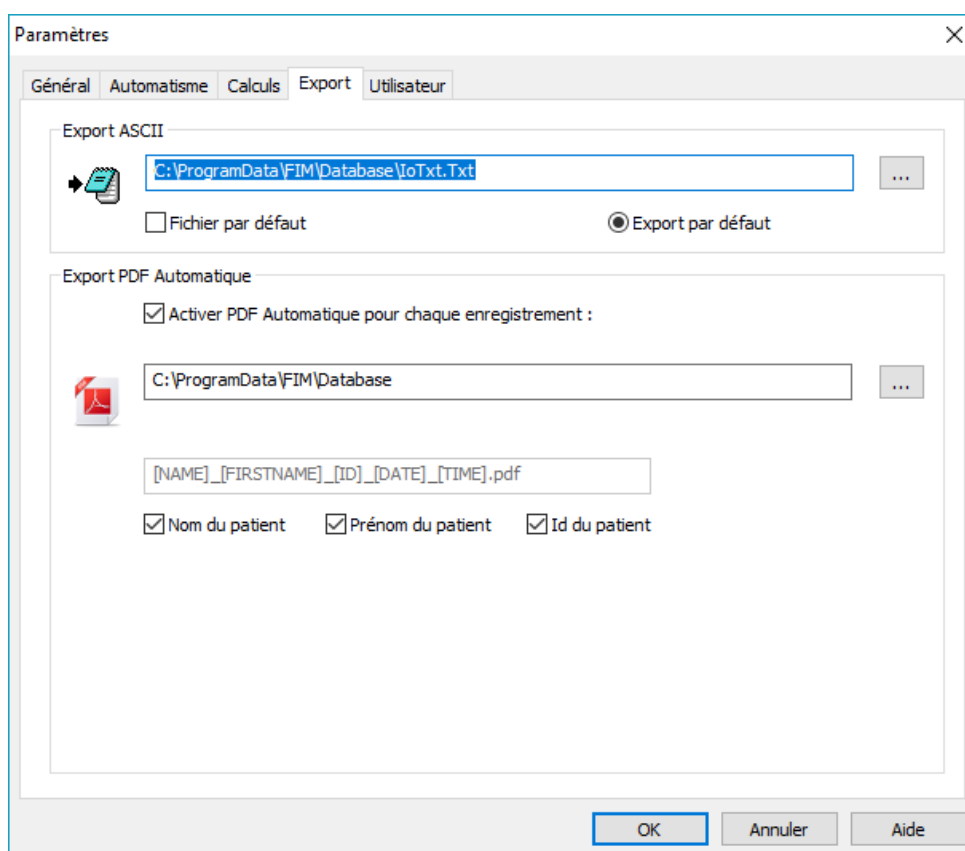 Paramètres
Général Automatisme Calculs Export Utilisateur
Export ASCII
C:\ProgramData\FIM\Database\IoTxt.Txt
...
Fichier par défaut Export par défaut
Export PDF Automatique
Activer PDF Automatique pour chaque enregistrement :
C:\ProgramData\FIM\Database
...
[NAME]_[FIRSTNAME]_[ID]_[DATE]_[TIME].pdf
Nom du patient Prénom du patient Id du patient
OK Annuler Aide